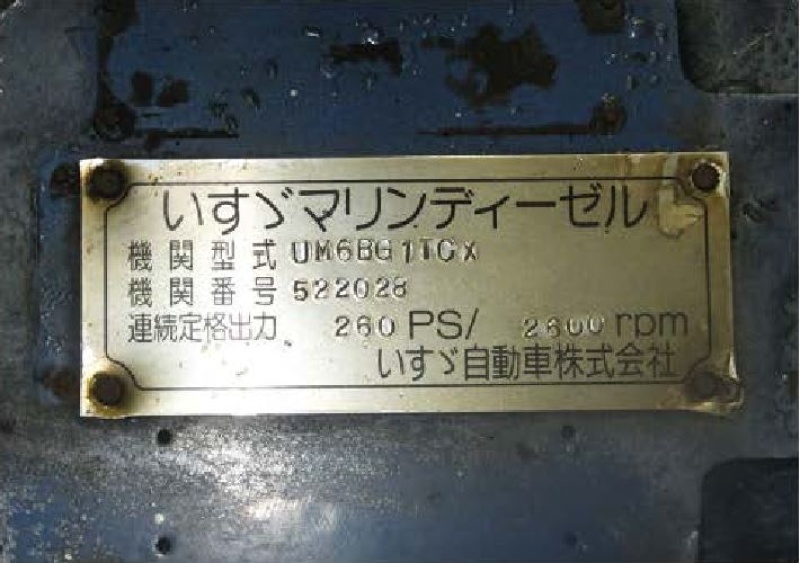 いすゞマリンディーゼル
機関型式 UM6BG1TCX
機関番号 522028
連続定格出力 260 PS/ 2600 rpm
いすゞ自動車株式会社